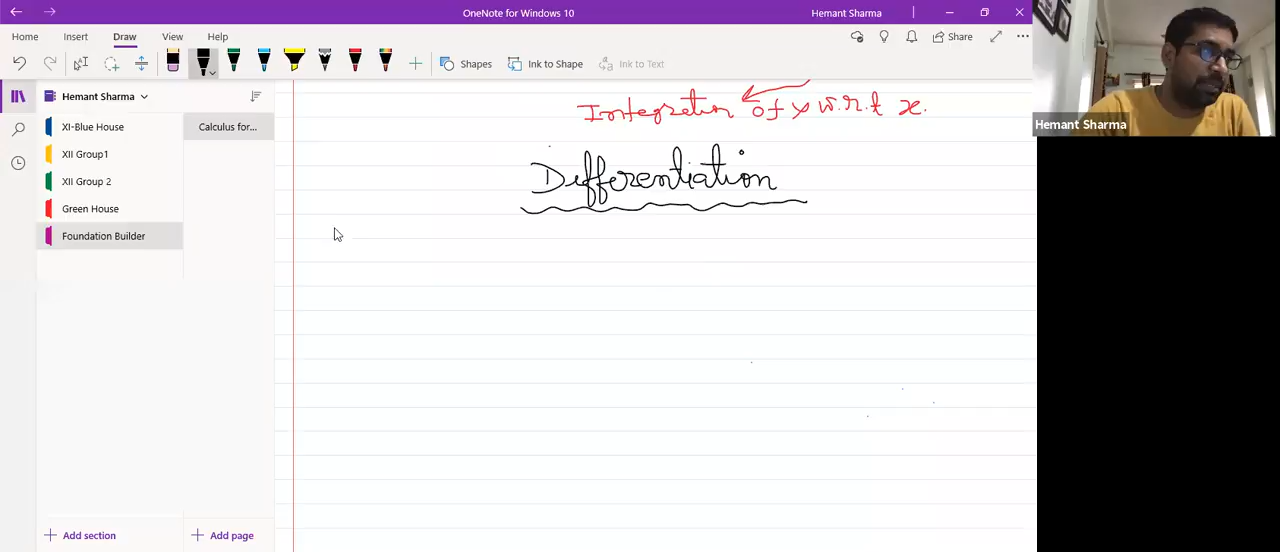 OneNote for Windows 10
Hemant Sharma
Home Insert Draw View Help
Share
Shapes
Ink to Shape
Ink to Text
Hemant Sharma
XI-Blue House
XII Group1
XII Group 2
Green House
Foundation Builder
Calculus for...
Integration of y w.r.t x.
Differentiation
Hemant Sharma
Add section
Add page